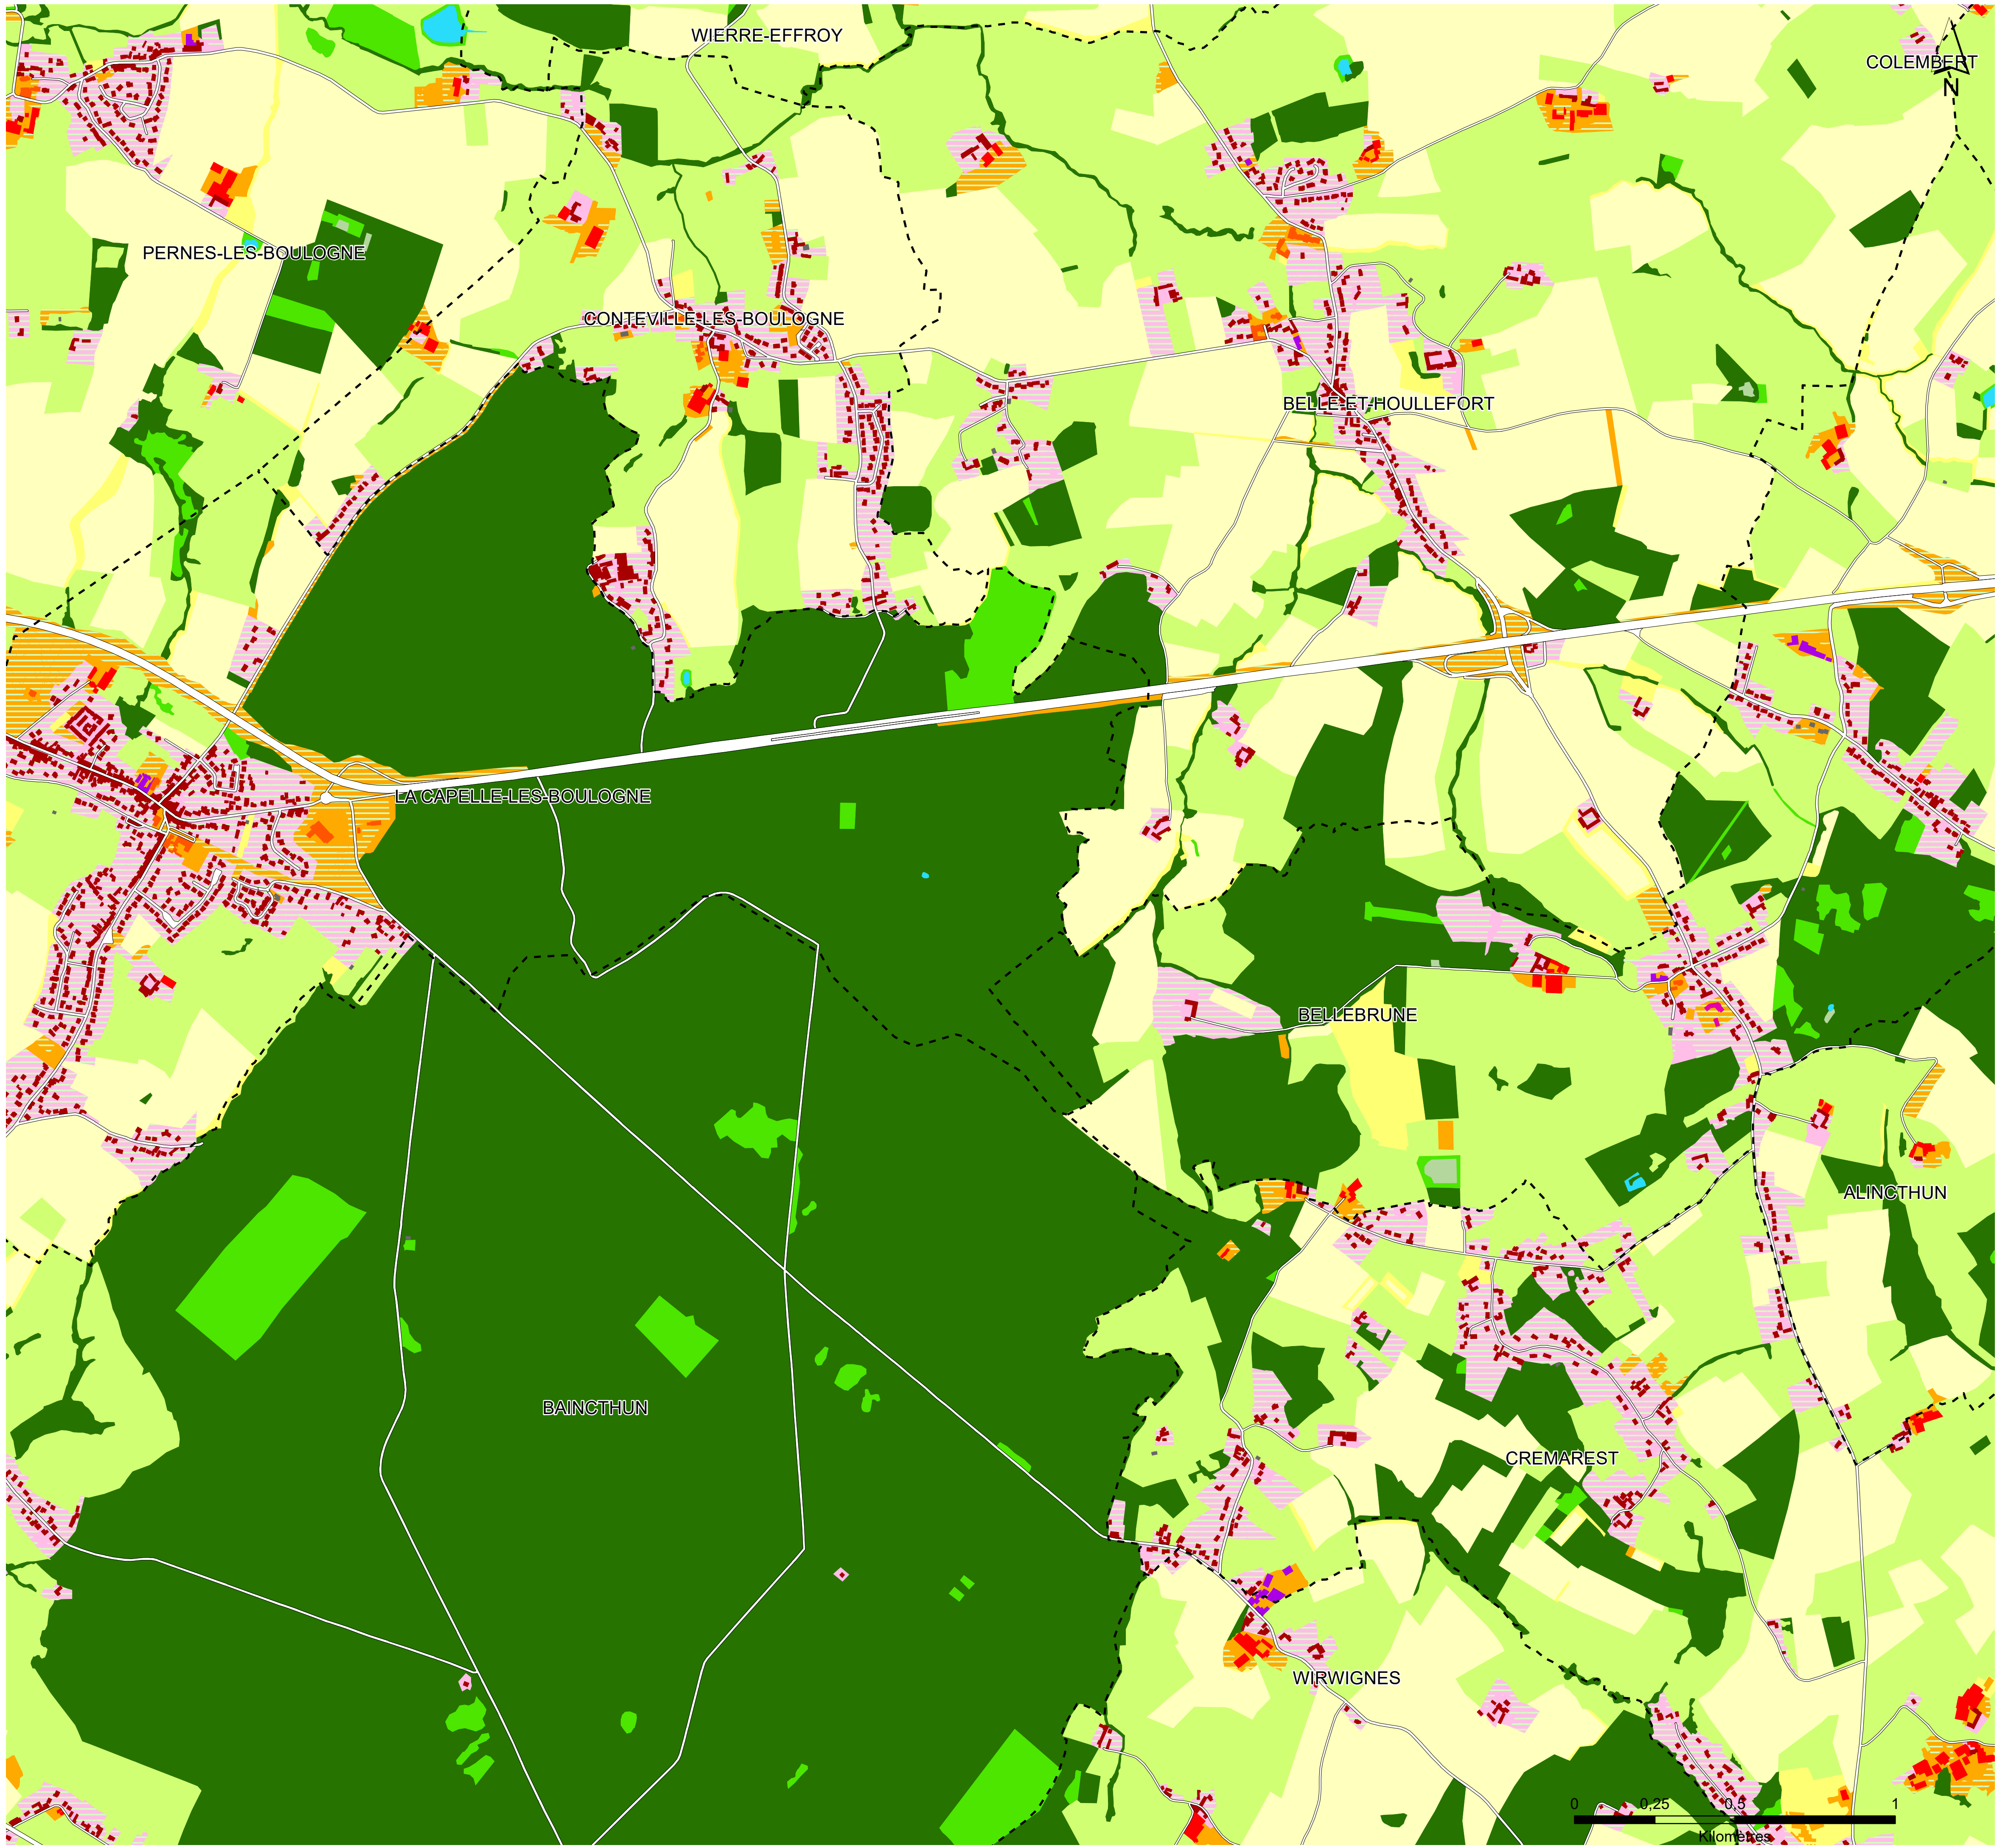 WIERRE-EFFROY
COLEMBERT
N
PERNES-LES-BOULOGNE
CONTEVILLE-LES-BOULOGNE
BELLE-ET-HOULLEFORT
LA CAPELLE-LES-BOULOGNE
BELLEBRUNE
ALINCTHUN
BAINCTHUN
CREMAREST
WIRWIGNES
0 0,25 0,5 1
Kilomètres